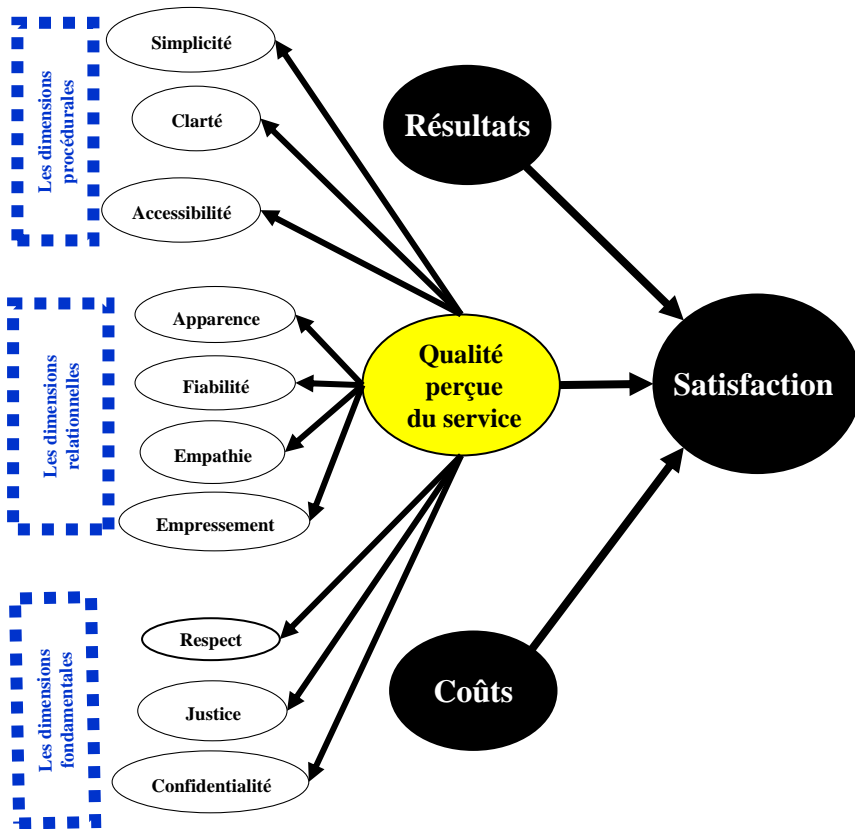 Les dimensions
procédurales
Simplicité
Clarté
Accessibilité
Résultats
Les dimensions
relationnelles
Apparence
Fiabilité
Empathie
Empressement
Qualité
perçue
du service
Satisfaction
Les dimensions
fondamentales
Respect
Justice
Confidentialité
Coûts